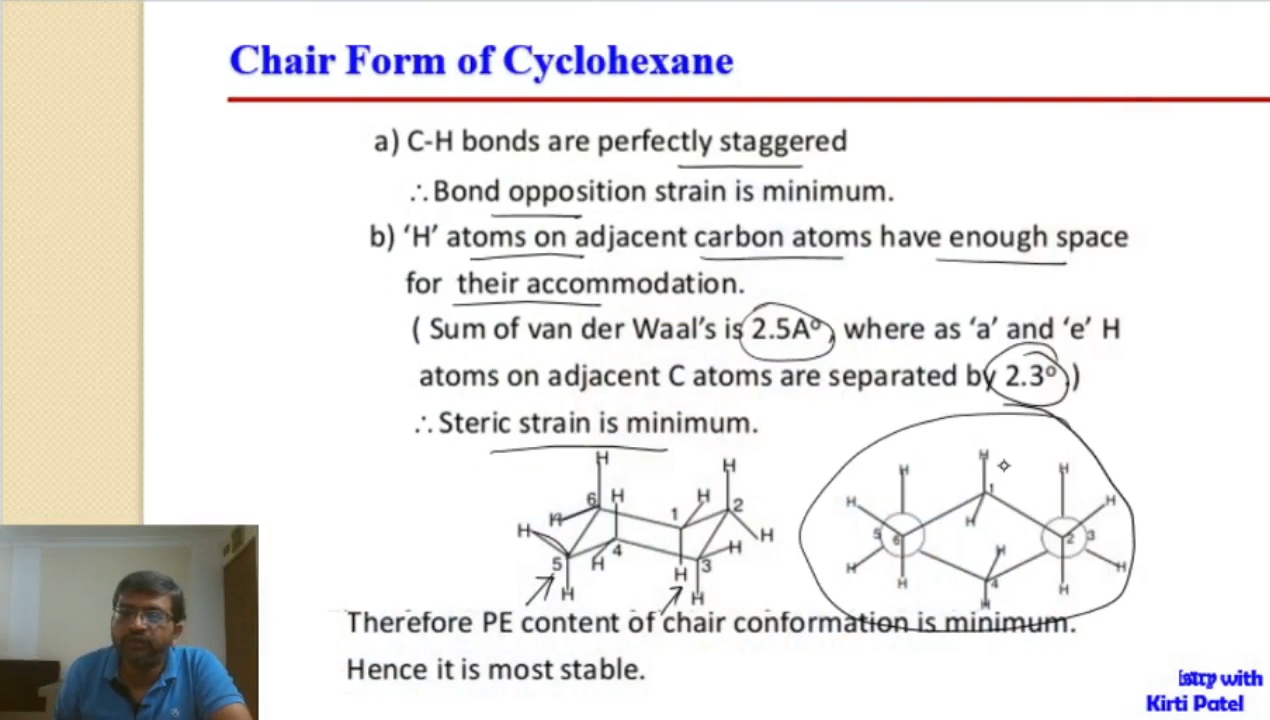 Chair Form of Cyclohexane
a) C-H bonds are perfectly staggered
∴Bond opposition strain is minimum.
b) ‘H’ atoms on adjacent carbon atoms have enough space
for their accommodation.
( Sum of van der Waal’s is 2.5A° , where as ‘a’ and ‘e’ H
atoms on adjacent C atoms are separated by 2.3° .)
∴Steric strain is minimum.
H H H H
6 H H 1 2 H
H H 5 H 4 H 3 H
H H H
H H H H
H 1 H
5 6 H 2 3
H H H 4 H
H H
Therefore PE content of chair conformation is minimum.
Hence it is most stable.
istry with
Kirti Patel